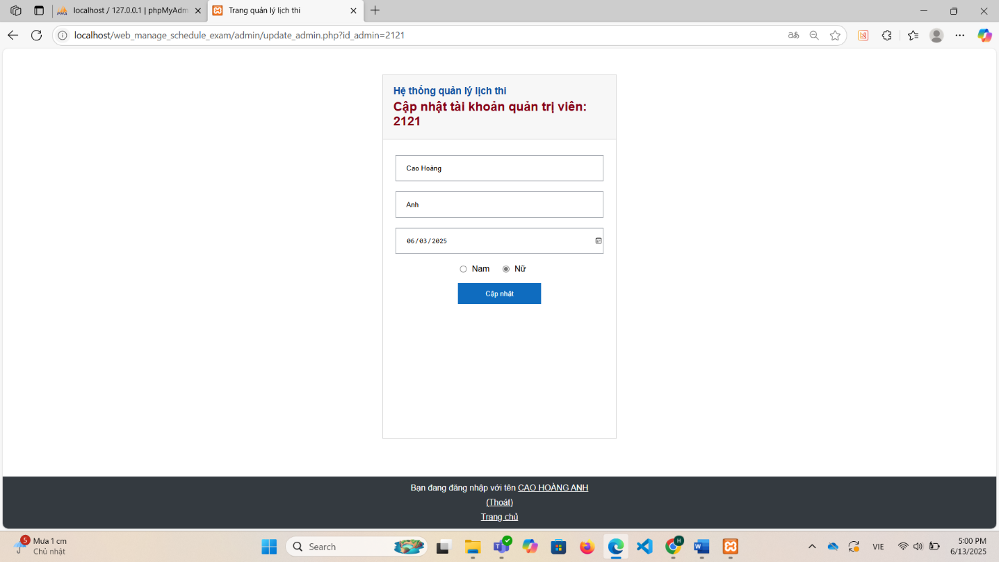 localhost / 127.0.0.1 | phpMyAdm
Trang quản lý lịch thi
localhost/web_manage_schedule_exam/admin/update_admin.php?id_admin=2121
Hệ thống quản lý lịch thi
Cập nhật tài khoản quản trị viên:
2121
Cao Hoàng
Anh
06/03/2025
Nam Nữ
Cập nhật
Bạn đang đăng nhập với tên CAO HOÀNG ANH
(Thoát)
Trang chủ
5
Mưa 1 cm
Chủ nhật
Search
VIE
5:00 PM
6/13/2025